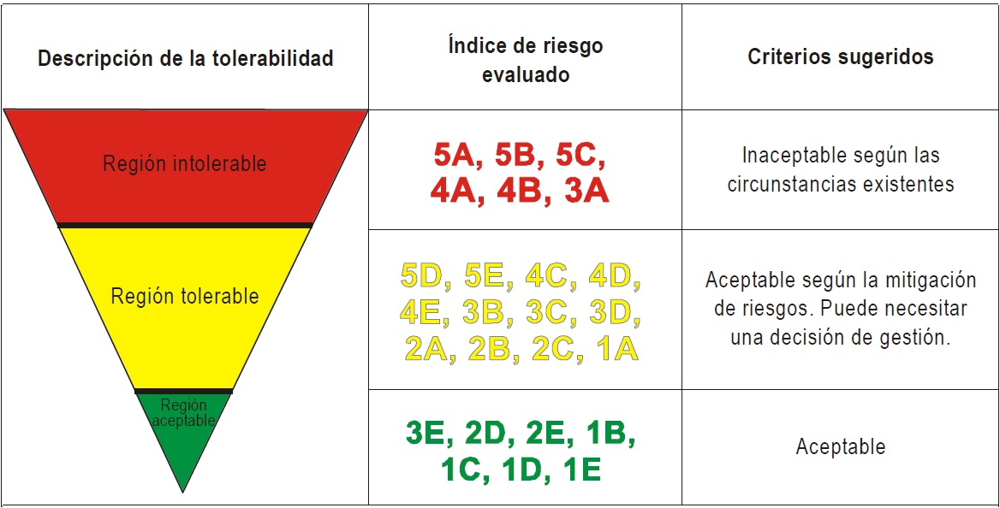 Descripción de la tolerabilidad
Índice de riesgo
evaluado
Criterios sugeridos
Región intolerable
5A, 5B, 5C,
4A, 4B, 3A
Inaceptable según las
circunstancias existentes
Región tolerable
5D, 5E, 4C, 4D,
4E, 3B, 3C, 3D,
2A, 2B, 2C, 1A
Aceptable según la mitigación
de riesgos. Puede necesitar
una decisión de gestión.
Región
aceptable
3E, 2D, 2E, 1B,
1C, 1D, 1E
Aceptable